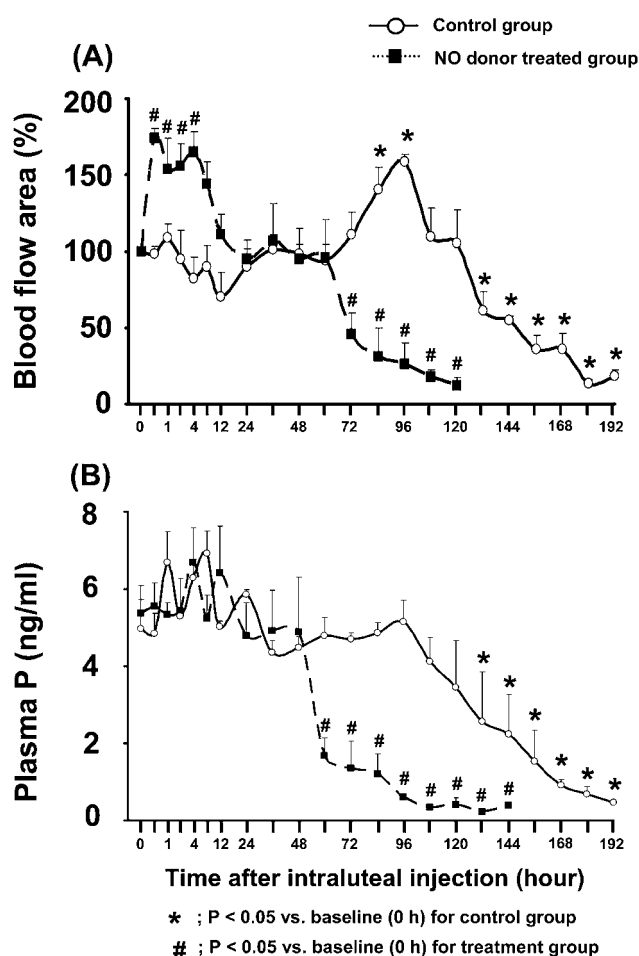 Control group
NO donor treated group
(A)
# # # #
* *
# # # # #
* * * * * *
Blood flow area (%)
200
150
100
50
0
0 1 4 12 24 48 72 96 120 144 168 192
(B)
# # # # # # # #
* * * * * *
Plasma P (ng/ml)
8
6
4
2
0
0 1 4 12 24 48 72 96 120 144 168 192
Time after intraluteal injection (hour)
* ; P < 0.05 vs. baseline (0 h) for control group
# ; P < 0.05 vs. baseline (0 h) for treatment group